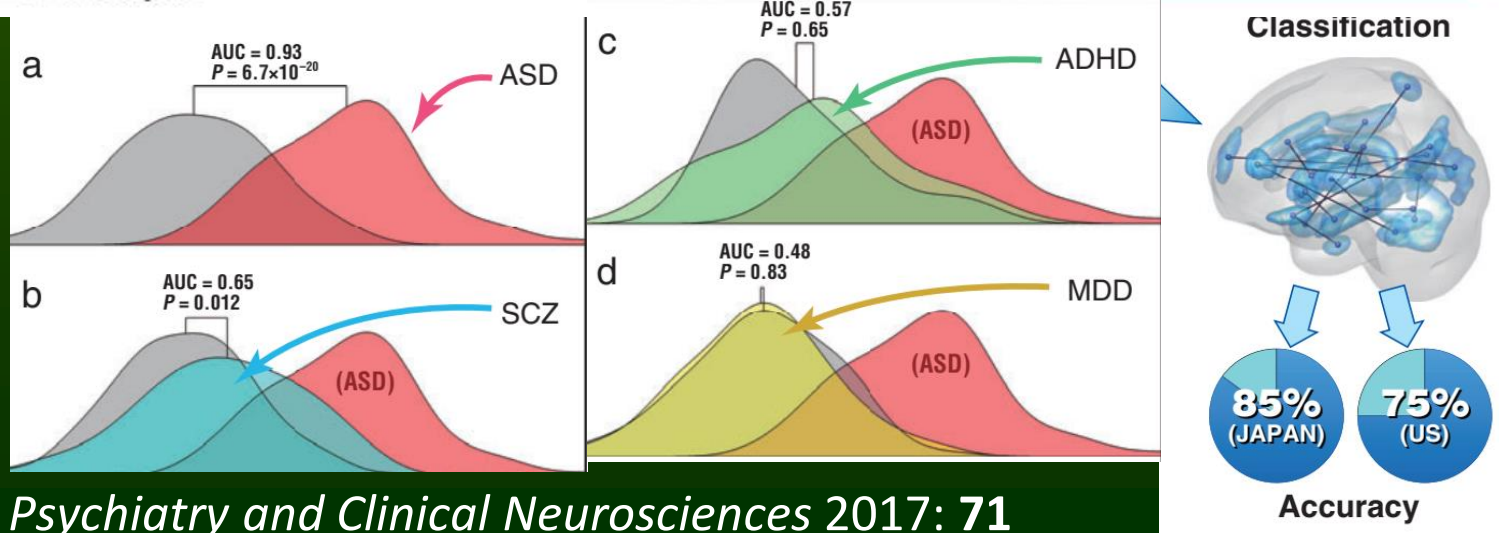 a
AUC = 0.93
P = 6.7×10⁻²⁰
ASD
b
AUC = 0.65
P = 0.012
SCZ
(ASD)
c
AUC = 0.57
P = 0.65
ADHD
(ASD)
d
AUC = 0.48
P = 0.83
MDD
(ASD)
Classification
85%
(JAPAN)
75%
(US)
Accuracy
Psychiatry and Clinical Neurosciences 2017: 71